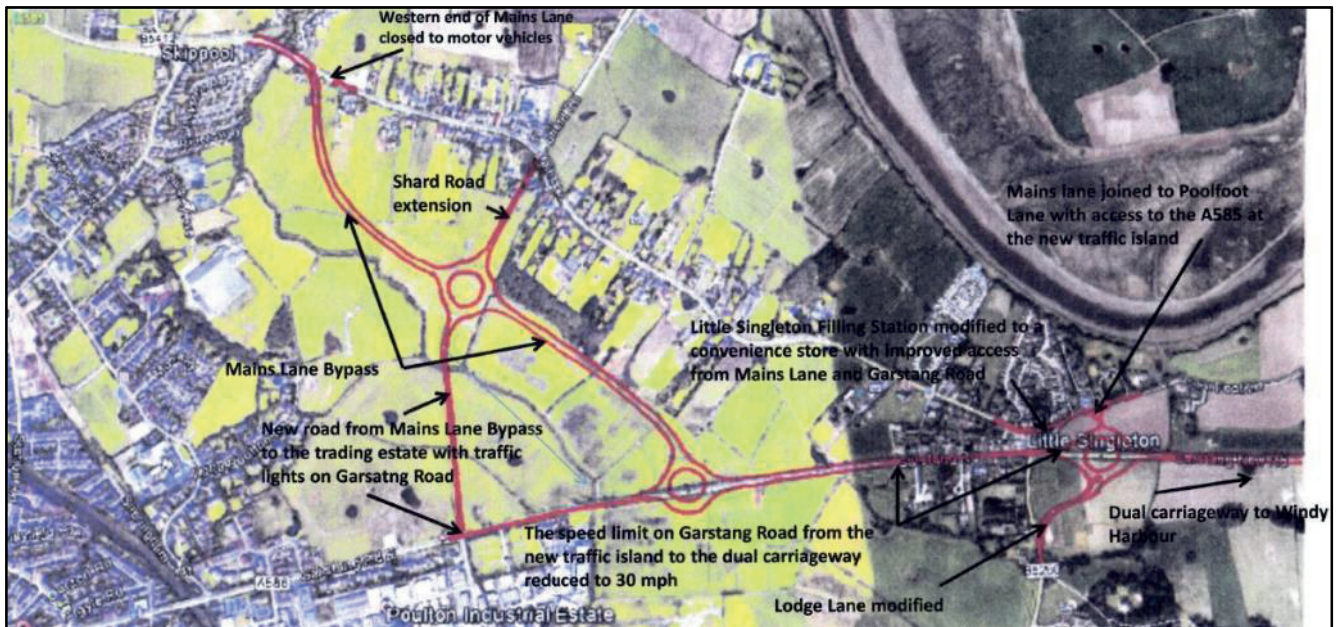 Western end of Mains Lane
closed to motor vehicles
B5412
Skippool
Shard Road
extension
Mains lane joined to Poolfoot
Lane with access to the A585 at
the new traffic island
Little Singleton Filling Station modified to a
convenience store with improved access
from Mains Lane and Garstang Road
Mains Lane Bypass
New road from Mains Lane Bypass
to the trading estate with traffic
lights on Garsatng Road
Little Singleton
Dual carriageway to Windy
Harbour
The speed limit on Garstang Road from the
new traffic island to the dual carriageway
reduced to 30 mph
Lodge Lane modified
A586
Poulton Industrial Estate